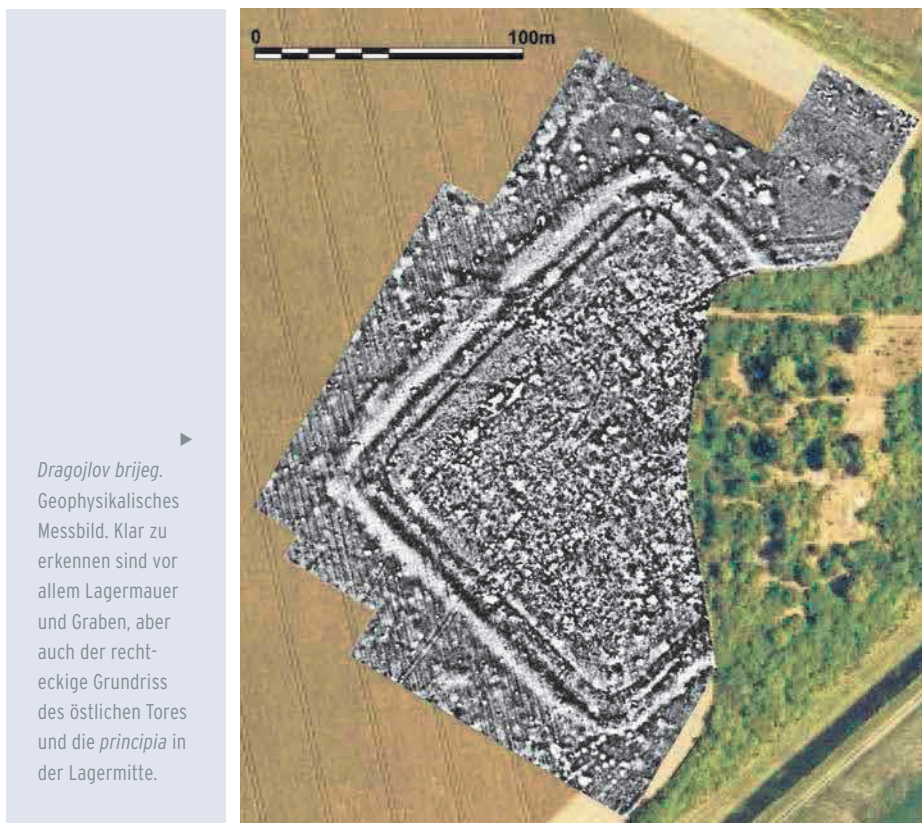 0 100m
Dragojlov brijeg.
Geophysikalisches
Messbild. Klar zu
erkennen sind vor
allem Lagermauer
und Graben, aber
auch der recht-
eckige Grundriss
des östlichen Tores
und die principia in
der Lagermitte.